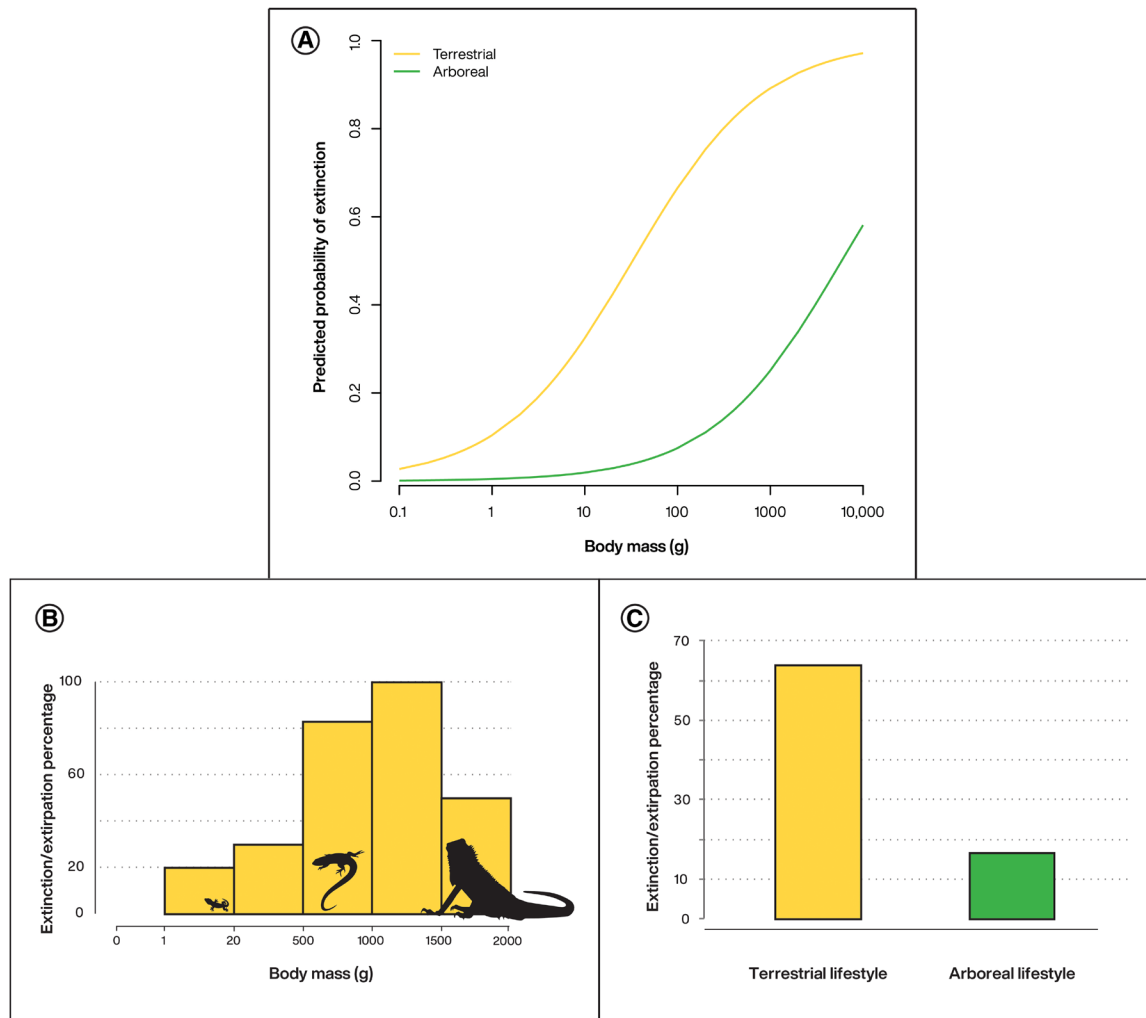 A
Terrestrial
Arboreal
Predicted probability of extinction
1.0
0.8
0.6
0.4
0.2
0.0
0.1 1 10 100 1000 10,000
Body mass (g)
B
Extinction/extirpation percentage
100
60
20
0
0 1 20 500 1000 1500 2000
Body mass (g)
C
Extinction/extirpation percentage
70
50
30
10
0
Terrestrial lifestyle Arboreal lifestyle